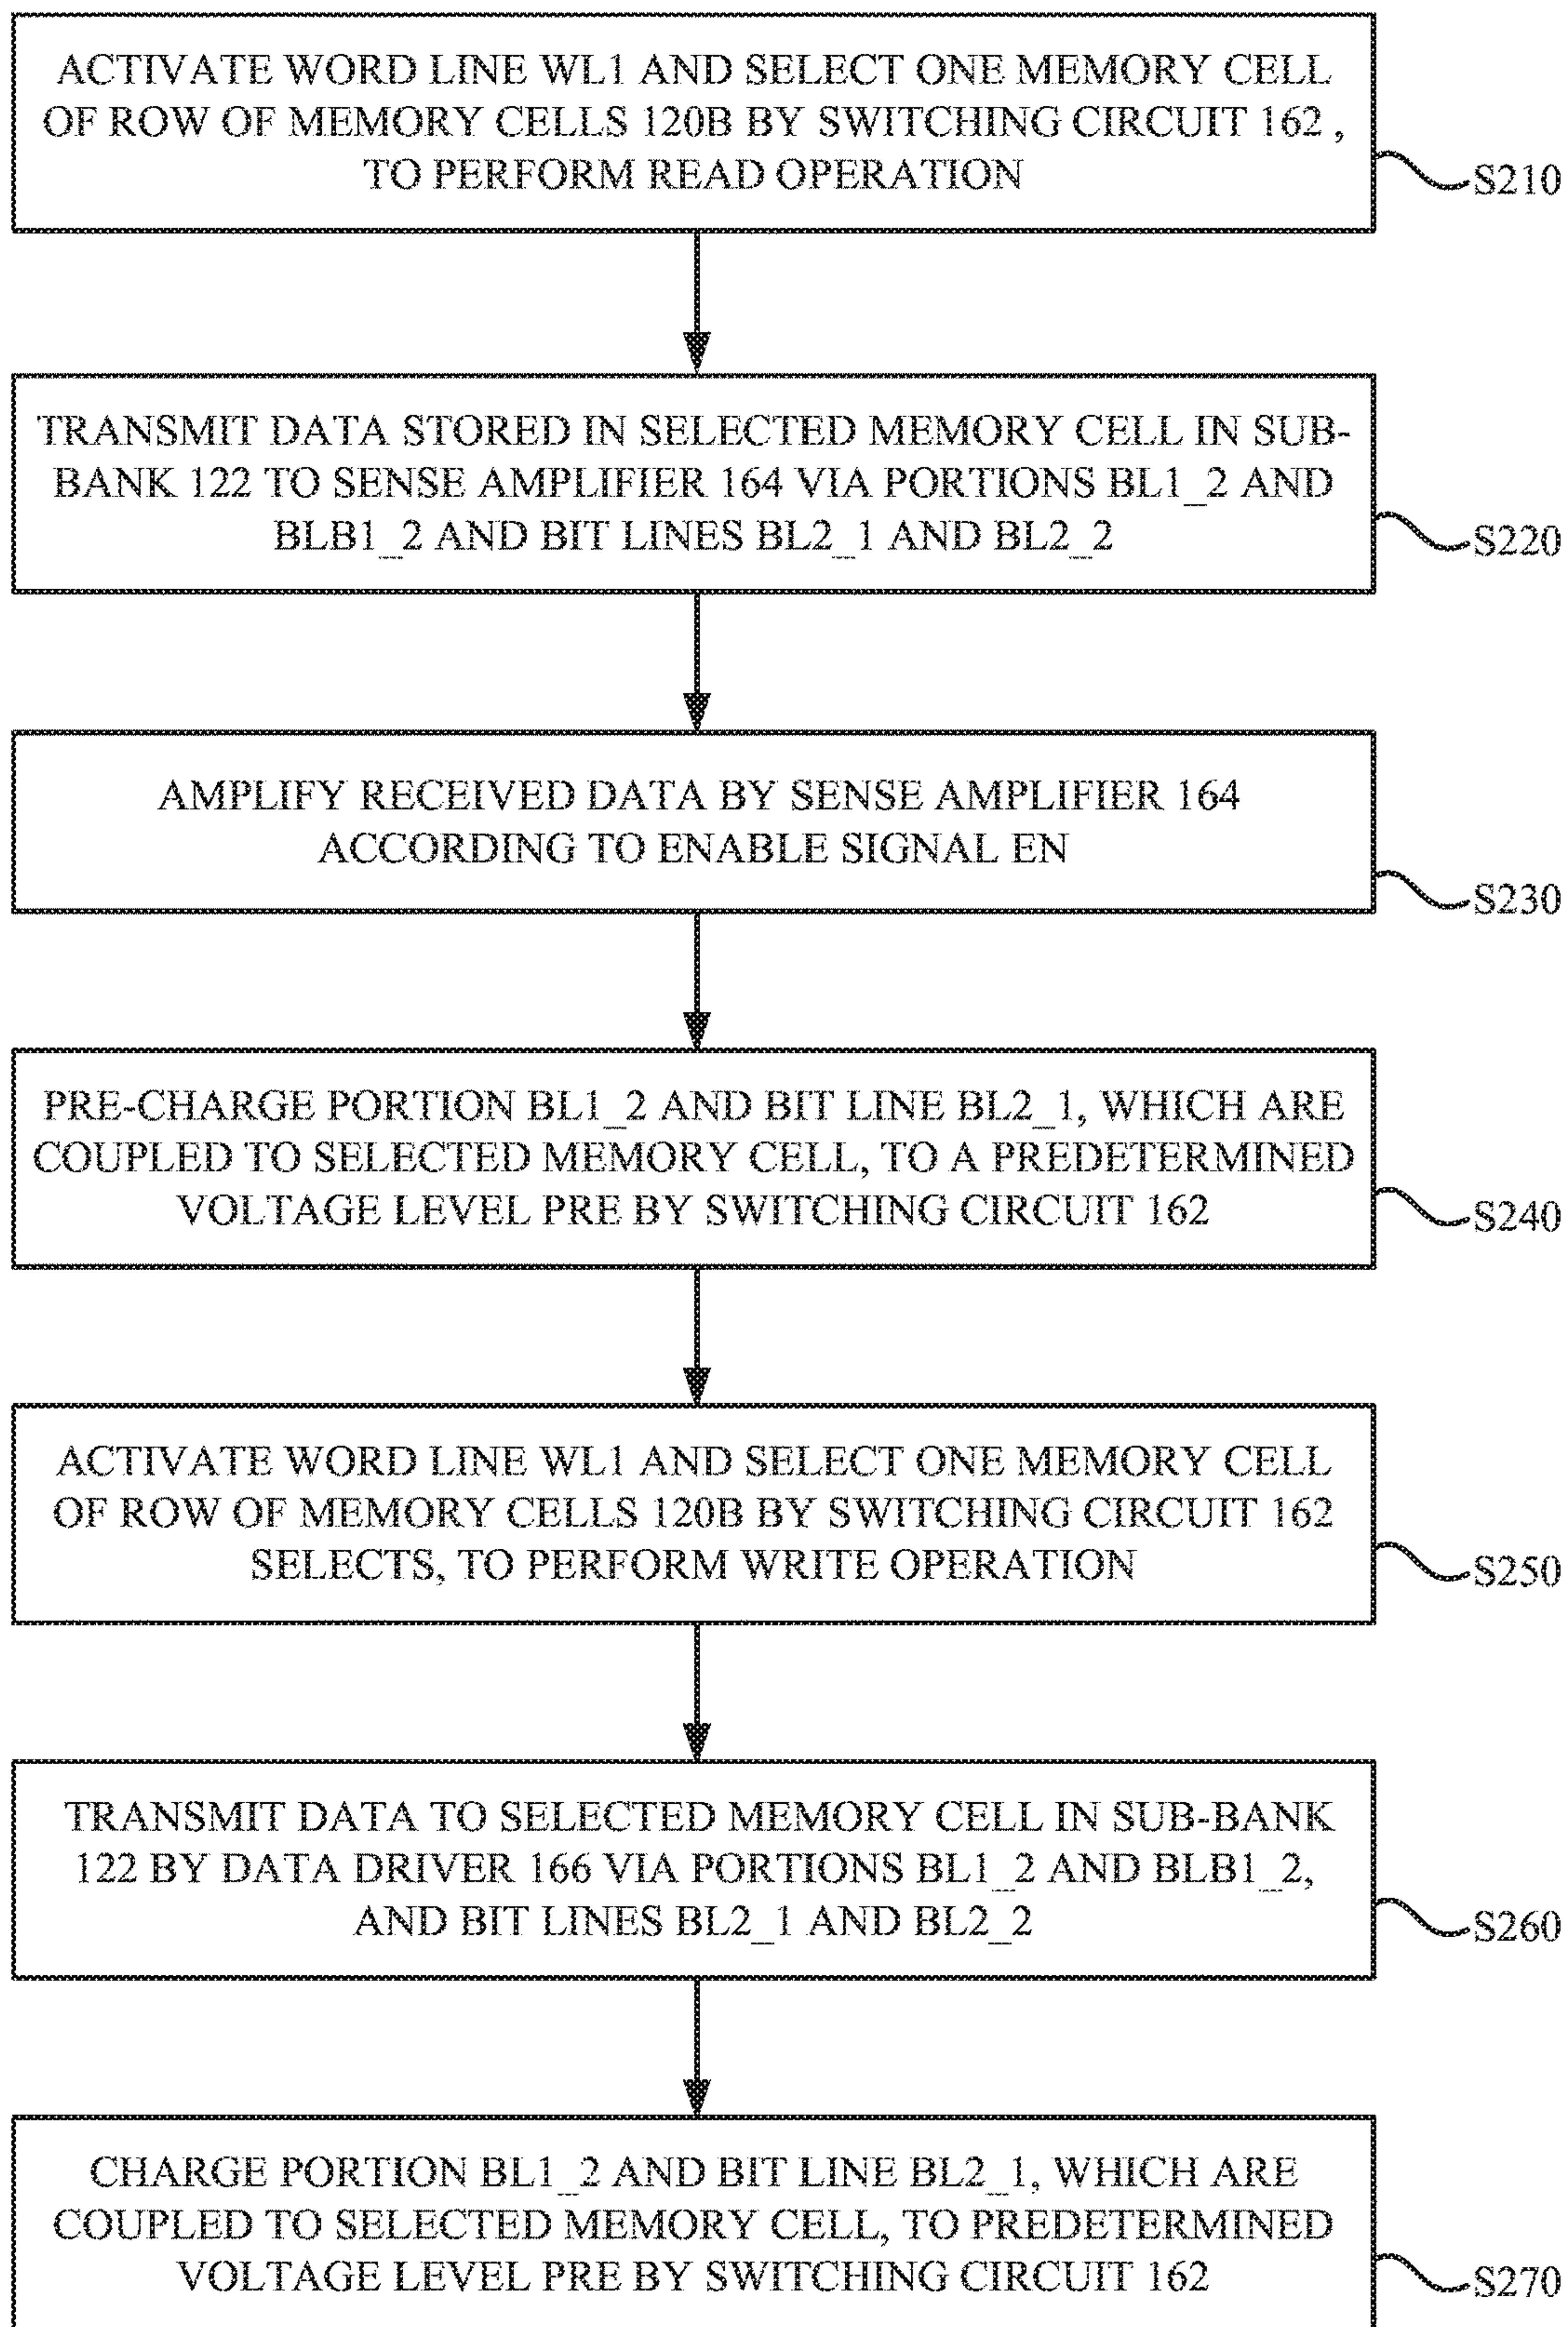 ACTIVATE WORD LINE WL1 AND SELECT ONE MEMORY CELL
OF ROW OF MEMORY CELLS 120B BY SWITCHING CIRCUIT 162 ,
TO PERFORM READ OPERATION
S210
TRANSMIT DATA STORED IN SELECTED MEMORY CELL IN SUB-
BANK 122 TO SENSE AMPLIFIER 164 VIA PORTIONS BL1_2 AND
BLB1_2 AND BIT LINES BL2_1 AND BL2_2
S220
AMPLIFY RECEIVED DATA BY SENSE AMPLIFIER 164
ACCORDING TO ENABLE SIGNAL EN
S230
PRE-CHARGE PORTION BL1_2 AND BIT LINE BL2_1, WHICH ARE
COUPLED TO SELECTED MEMORY CELL, TO A PREDETERMINED
VOLTAGE LEVEL PRE BY SWITCHING CIRCUIT 162
S240
ACTIVATE WORD LINE WL1 AND SELECT ONE MEMORY CELL
OF ROW OF MEMORY CELLS 120B BY SWITCHING CIRCUIT 162
SELECTS, TO PERFORM WRITE OPERATION
S250
TRANSMIT DATA TO SELECTED MEMORY CELL IN SUB-BANK
122 BY DATA DRIVER 166 VIA PORTIONS BL1_2 AND BLB1_2,
AND BIT LINES BL2_1 AND BL2_2
S260
CHARGE PORTION BL1_2 AND BIT LINE BL2_1, WHICH ARE
COUPLED TO SELECTED MEMORY CELL, TO PREDETERMINED
VOLTAGE LEVEL PRE BY SWITCHING CIRCUIT 162
S270